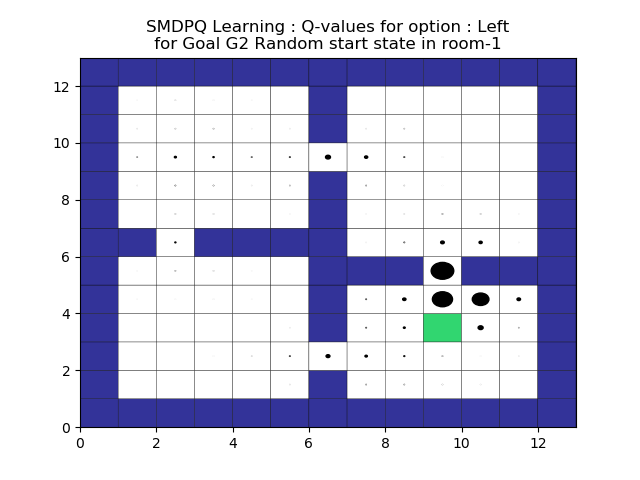 SMDPQ Learning : Q-values for option : Left
for Goal G2 Random start state in room-1
12
10
8
6
4
2
0
0 2 4 6 8 10 12